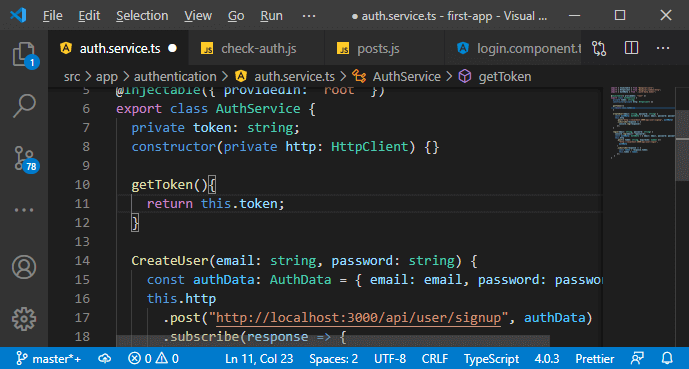 File Edit Selection ... ● auth.service.ts - first-app - Visual ...
auth.service.ts ● JS check-auth.js JS posts.js login.component.t ...
src > app > authentication > auth.service.ts > AuthService > getToken
5 @Injectable({ providedIn: "root" })
6 export class AuthService {
7 private token: string;
8 constructor(private http: HttpClient) {}
9
10 getToken(){
11 return this.token;
12 }
13
14 CreateUser(email: string, password: string) {
15 const authData: AuthData = { email: email, password: passwor
16 this.http
17 .post("http://localhost:3000/api/user/signup", authData)
18 .subscribe(response => {
1
78
master*+ 0 0 Ln 11, Col 23 Spaces: 2 UTF-8 CRLF TypeScript 4.0.3 Prettier